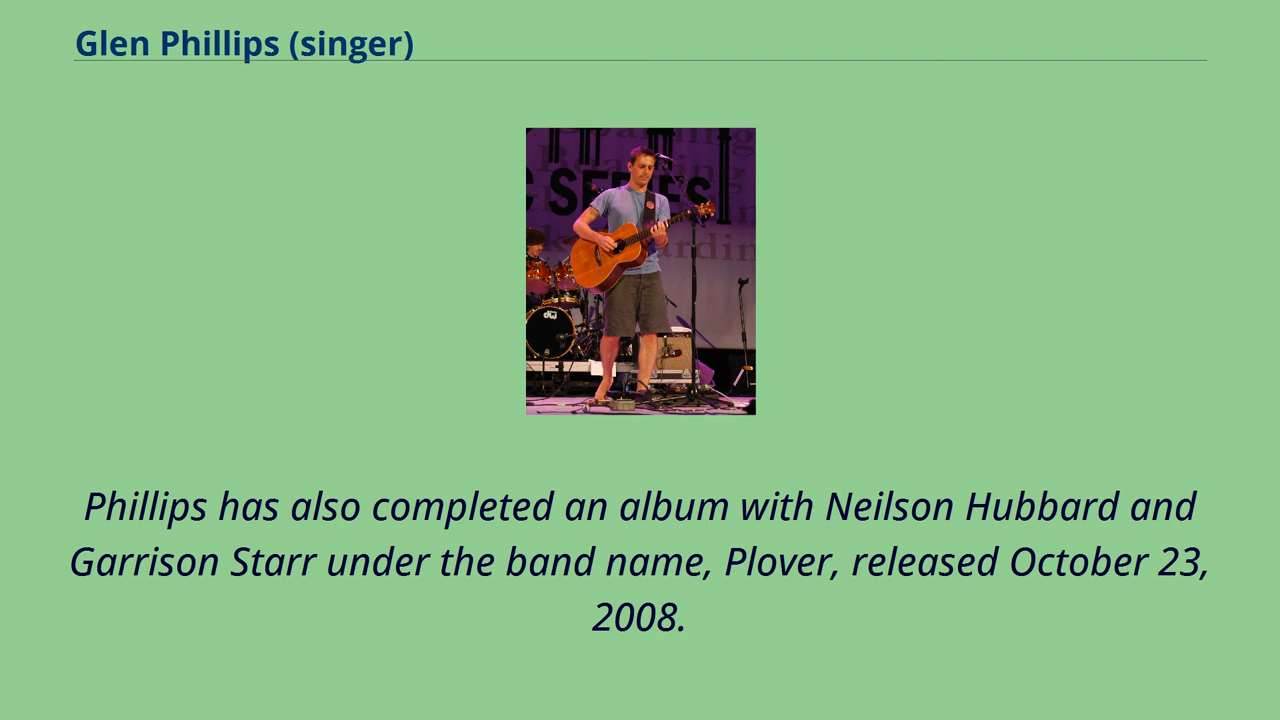 Glen Phillips (singer)
C SERIES
Phillips has also completed an album with Neilson Hubbard and
Garrison Starr under the band name, Plover, released October 23,
2008.